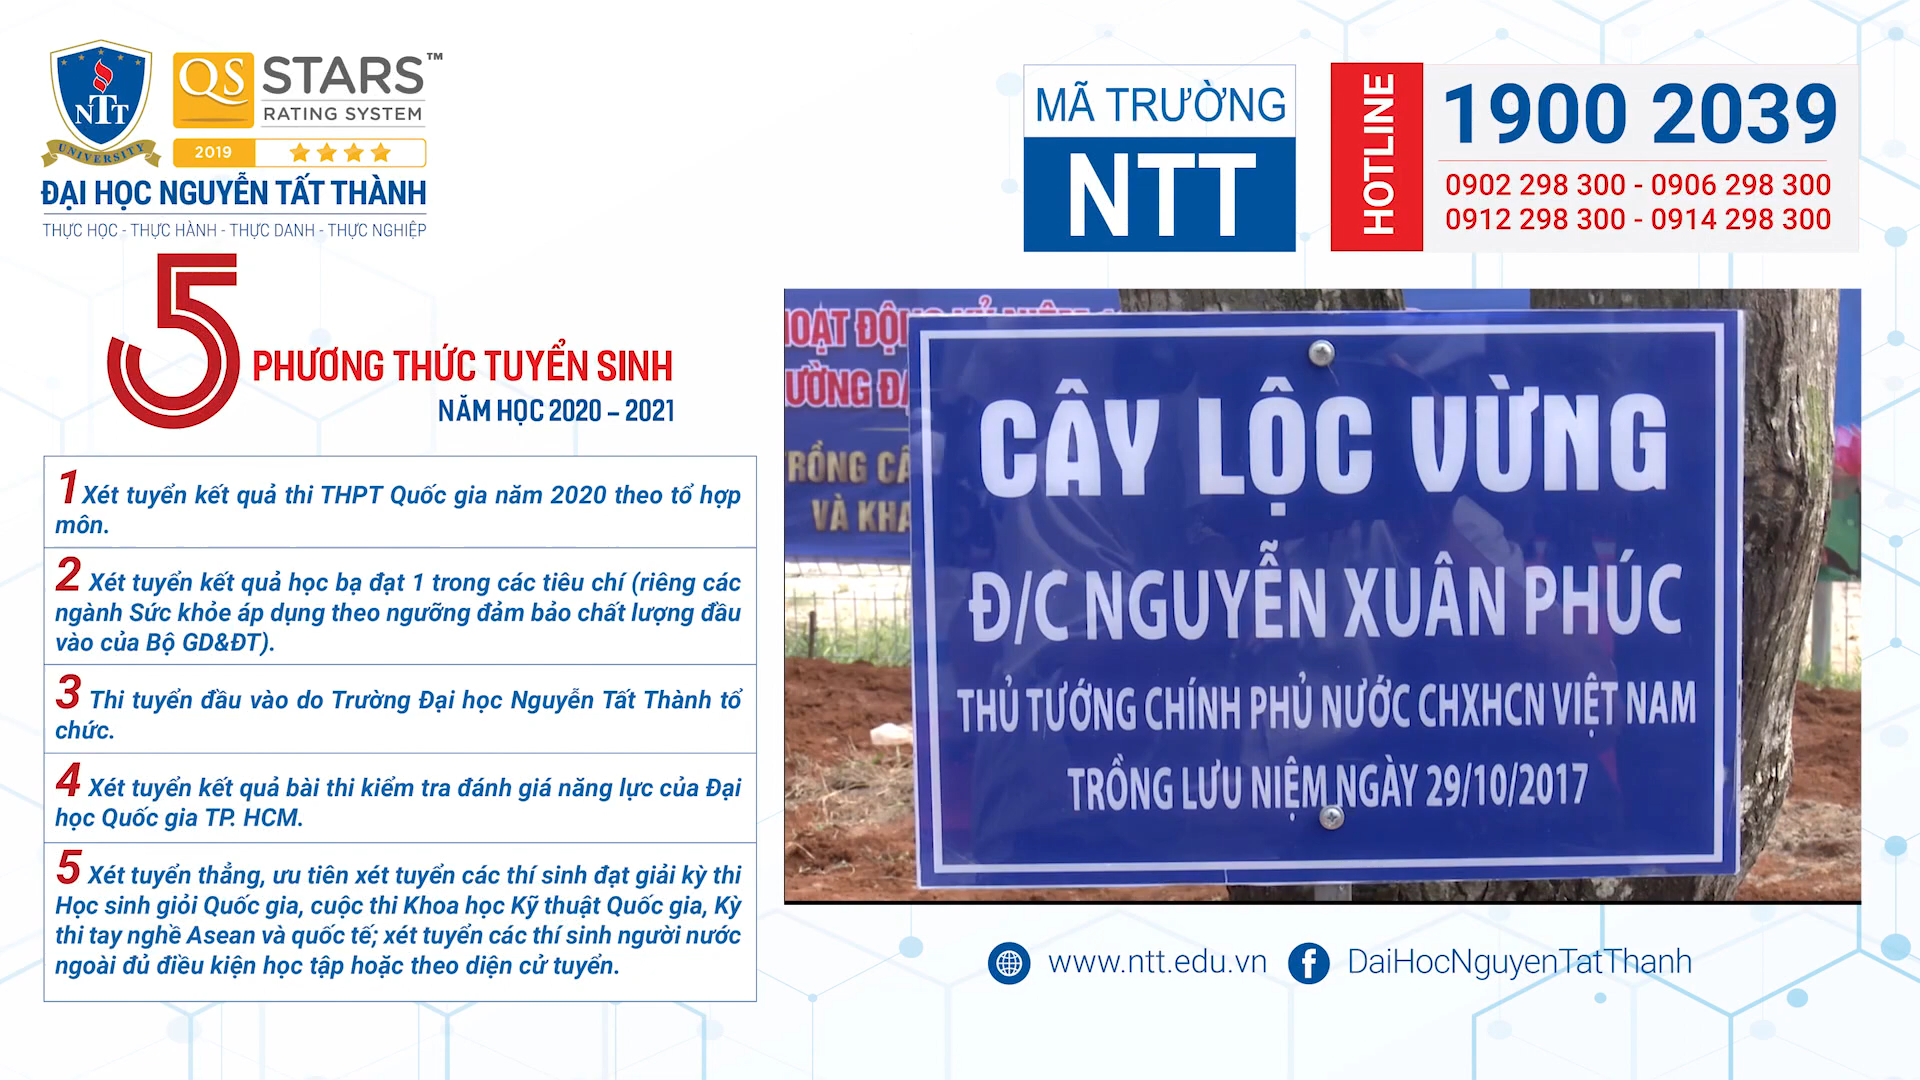 NTT
UNIVERSITY
QS STARS™
RATING SYSTEM
2019
ĐẠI HỌC NGUYỄN TẤT THÀNH
THỰC HỌC - THỰC HÀNH - THỰC DANH - THỰC NGHIỆP
MÃ TRƯỜNG
NTT
HOTLINE
1900 2039
0902 298 300 - 0906 298 300
0912 298 300 - 0914 298 300
5 PHƯƠNG THỨC TUYỂN SINH
NĂM HỌC 2020 – 2021
1 Xét tuyển kết quả thi THPT Quốc gia năm 2020 theo tổ hợp
môn.
2 Xét tuyển kết quả học bạ đạt 1 trong các tiêu chí (riêng các
ngành Sức khỏe áp dụng theo ngưỡng đảm bảo chất lượng đầu
vào của Bộ GD&ĐT).
3 Thi tuyển đầu vào do Trường Đại học Nguyễn Tất Thành tổ
chức.
4 Xét tuyển kết quả bài thi kiểm tra đánh giá năng lực của Đại
học Quốc gia TP. HCM.
5 Xét tuyển thẳng, ưu tiên xét tuyển các thí sinh đạt giải kỳ thi
Học sinh giỏi Quốc gia, cuộc thi Khoa học Kỹ thuật Quốc gia, Kỳ
thi tay nghề Asean và quốc tế; xét tuyển các thí sinh người nước
ngoài đủ điều kiện học tập hoặc theo diện cử tuyển.
VÀ
CÂY LỘC VỪNG
Đ/C NGUYỄN XUÂN PHÚC
THỦ TƯỚNG CHÍNH PHỦ NƯỚC CHXHCN VIỆT NAM
TRỒNG LƯU NIỆM NGÀY 29/10/2017
www.ntt.edu.vn
DaiHocNguyenTatThanh